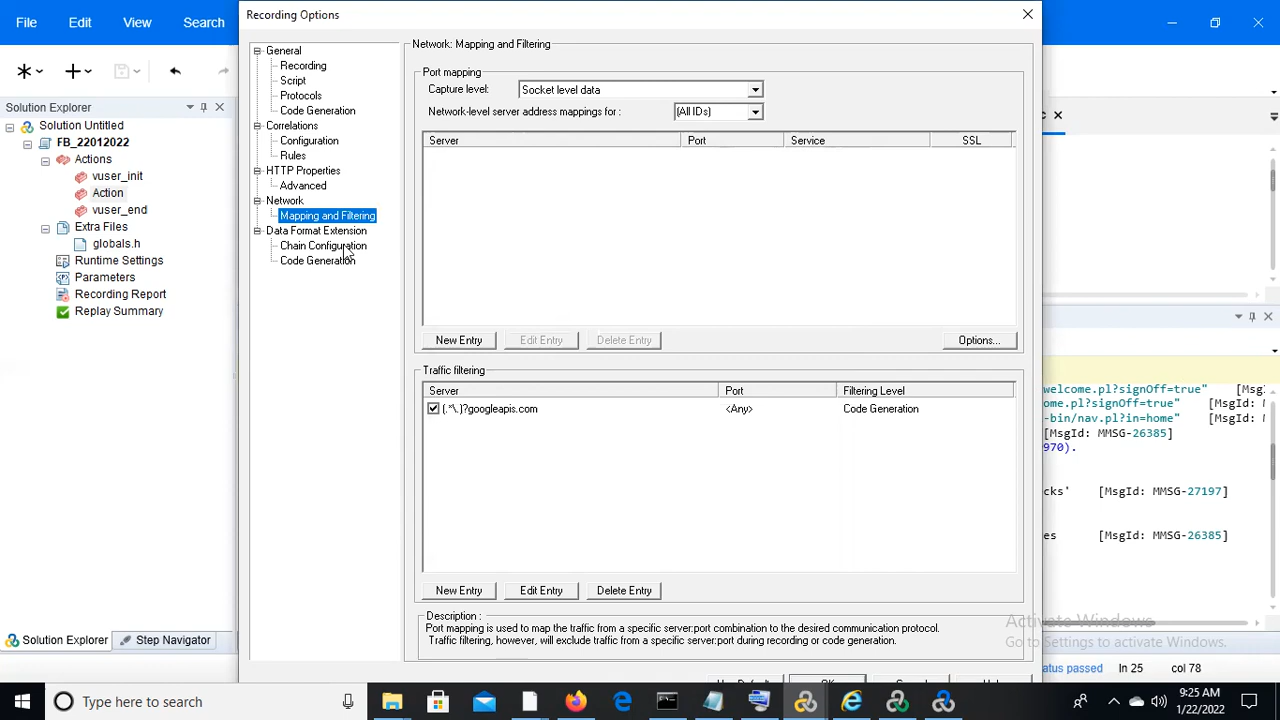 Recording Options
File Edit View Search
Solution Explorer
Solution Untitled
FB_22012022
Actions
vuser_init
Action
vuser_end
Extra Files
globals.h
Runtime Settings
Parameters
Recording Report
Replay Summary
Solution Explorer Step Navigator
General
Recording
Script
Protocols
Code Generation
Correlations
Configuration
Rules
HTTP Properties
Advanced
Network
Mapping and Filtering
Data Format Extension
Chain Configuration
Code Generation
Network: Mapping and Filtering
Port mapping
Capture level: Socket level data
Network-level server address mappings for : (All IDs)
Server Port Service SSL
New Entry Edit Entry Delete Entry Options...
Traffic filtering
Server Port Filtering Level
(.*\.)?googleapis.com <Any> Code Generation
New Entry Edit Entry Delete Entry
Description :
Port mapping is used to map the traffic from a specific server:port combination to the desired communication protocol.
Traffic filtering, however, will exclude traffic from a specific server:port during recording or code generation.
welcome.pl?signOff=true" [Msg
ome.pl?signOff=true" [MsgId:
-bin/nav.pl?in=home" [MsgId: M
[MsgId: MMSG-26385]
970).
cks' [MsgId: MMSG-27197]
es [MsgId: MMSG-26385]
Activate Windows
Go to Settings to activate Windows.
atus passed In 25 col 78
Type here to search
9:25 AM
1/22/2022